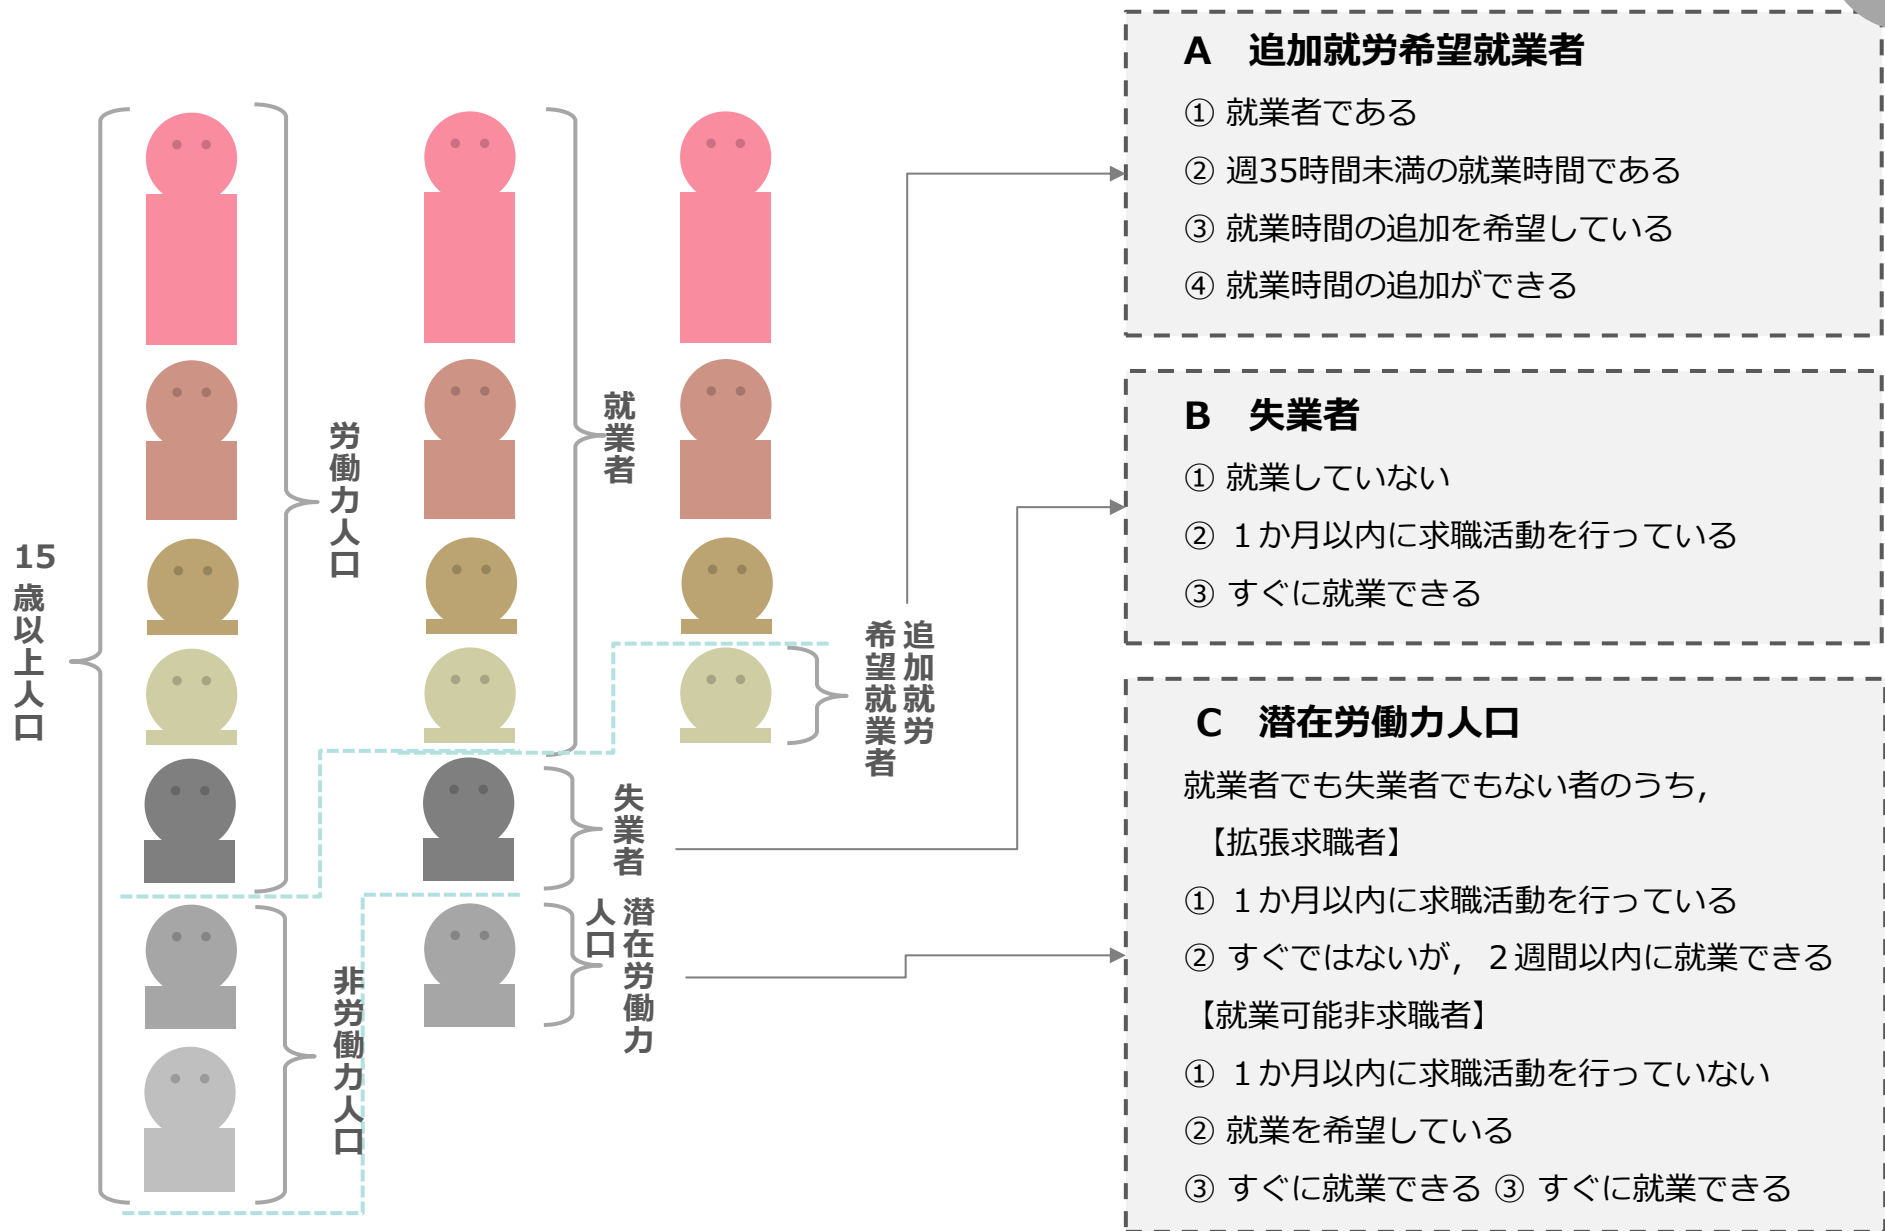 15歳以上人口
労働力人口
非労働力人口
就業者
失業者
潜在労働力
人口
追加就労
希望就業者
A　追加就労希望就業者
① 就業者である
② 週35時間未満の就業時間である
③ 就業時間の追加を希望している
④ 就業時間の追加ができる
B　失業者
① 就業していない
② １か月以内に求職活動を行っている
③ すぐに就業できる
C　潜在労働力人口
就業者でも失業者でもない者のうち，
【拡張求職者】
① １か月以内に求職活動を行っている
② すぐではないが，２週間以内に就業できる
【就業可能非求職者】
① １か月以内に求職活動を行っていない
② 就業を希望している
③ すぐに就業できる ③ すぐに就業できる